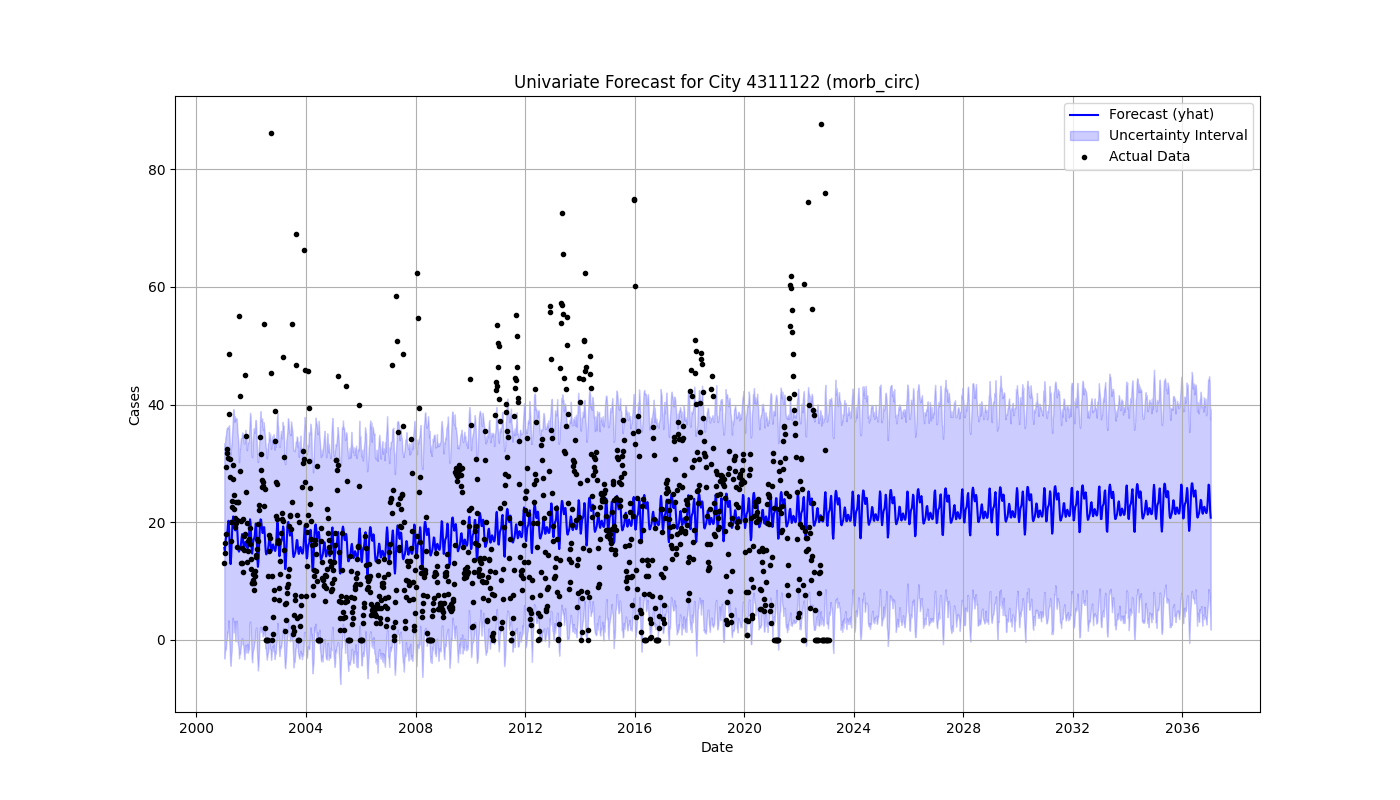 Univariate Forecast for City 4311122 (morb_circ)
Forecast (yhat)
Uncertainty Interval
Actual Data
Cases
80
60
40
20
0
2000 2004 2008 2012 2016 2020 2024 2028 2032 2036
Date